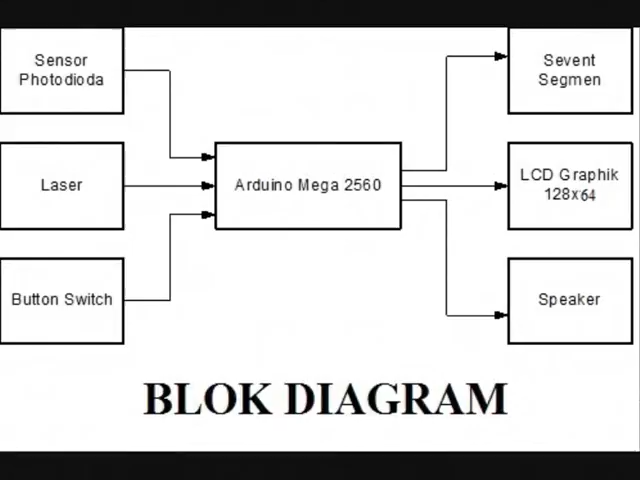 Sensor
Photodioda
Sevent
Segmen
Laser
Arduino Mega 2560
LCD Graphik
128x64
Button Switch
Speaker
BLOK DIAGRAM